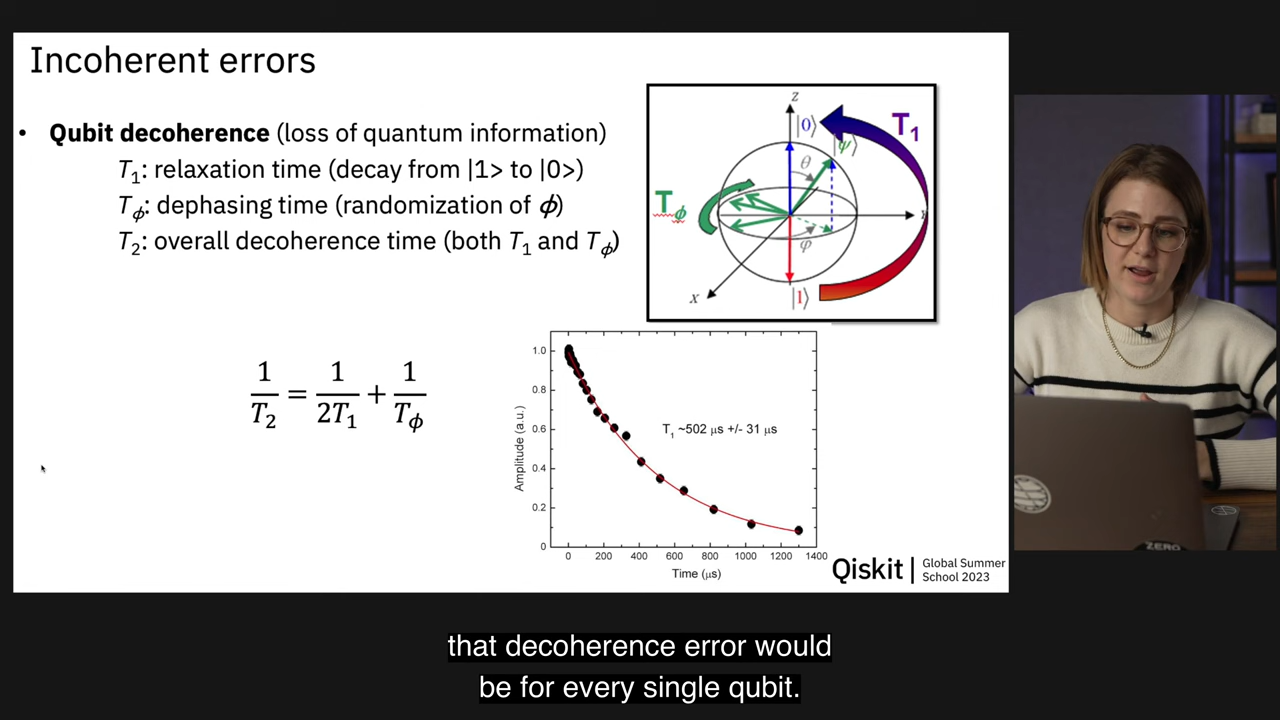 Incoherent errors
• Qubit decoherence (loss of quantum information)
T₁: relaxation time (decay from |1> to |0>)
Tϕ: dephasing time (randomization of ϕ)
T₂: overall decoherence time (both T₁ and Tϕ)
1/T₂ = 1/2T₁ + 1/Tϕ
z
|0⟩
T₁
|ψ⟩
θ
Tϕ
φ
x
|1⟩
1.0
0.8
0.6
0.4
0.2
0
Amplitude (a.u.)
T₁ ~502 μs +/- 31 μs
0 200 400 600 800 1000 1200 1400
Time (μs)
Qiskit | Global Summer
School 2023
ZERO
that decoherence error would
be for every single qubit.